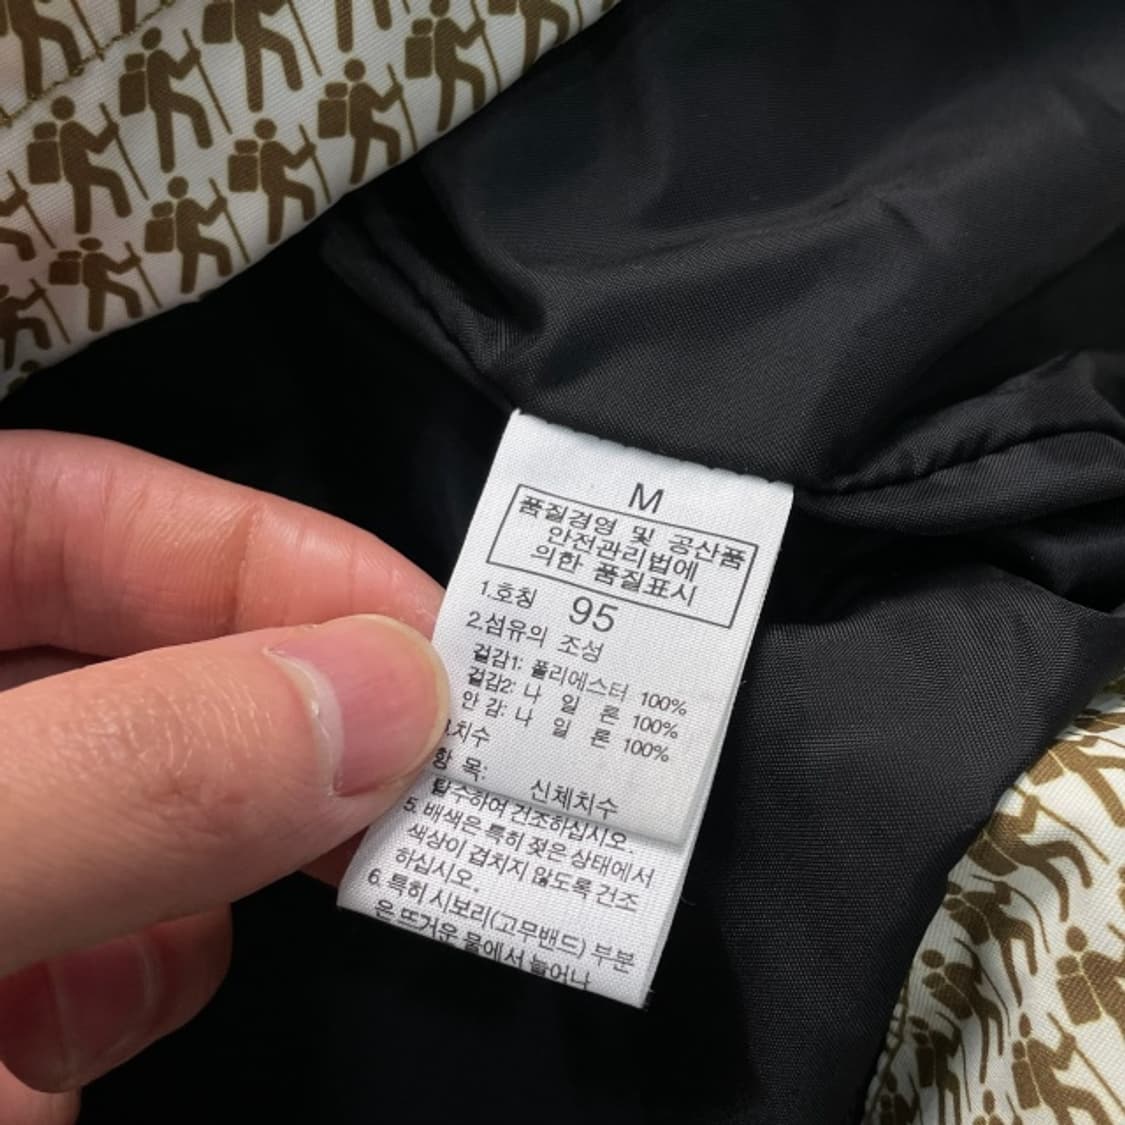 M
품질경영 및 공산품
안전관리법에
의한 품질표시
1.호칭 95
2.섬유의 조성
겉감1: 폴리에스터 100%
겉감2: 나 일 론 100%
안 감: 나 일 론 100%
.치수
항 목: 신체치수
탈수하여 건조하십시오.
5. 배색은 특히 젖은 상태에서
색상이 겹치지 않도록 건조
하십시오.
6. 특히 시보리(고무밴드) 부분
은 뜨거운 물에서 늘어나